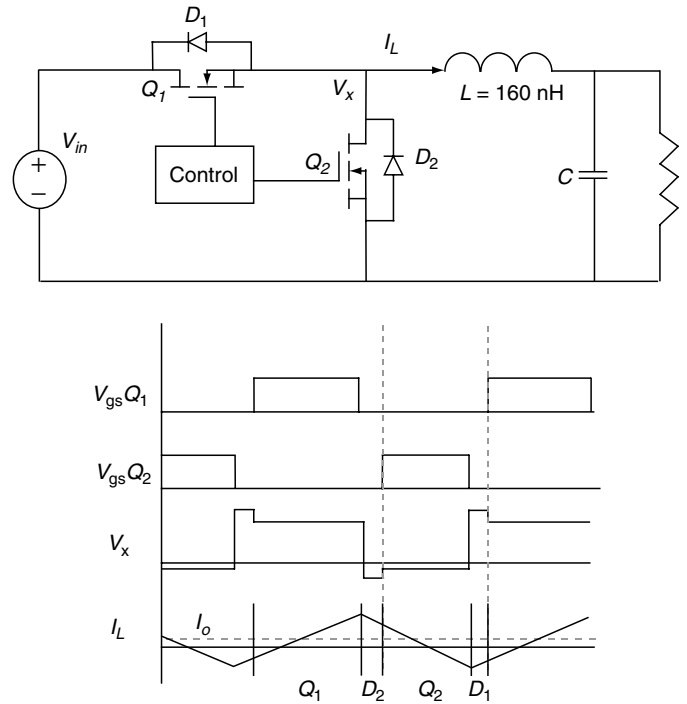 D1
IL
Q1
Vx
L = 160 nH
Vin
+
−
Control
Q2
D2
C
VgsQ1
VgsQ2
Vx
IL
Io
Q1 D2 Q2 D1